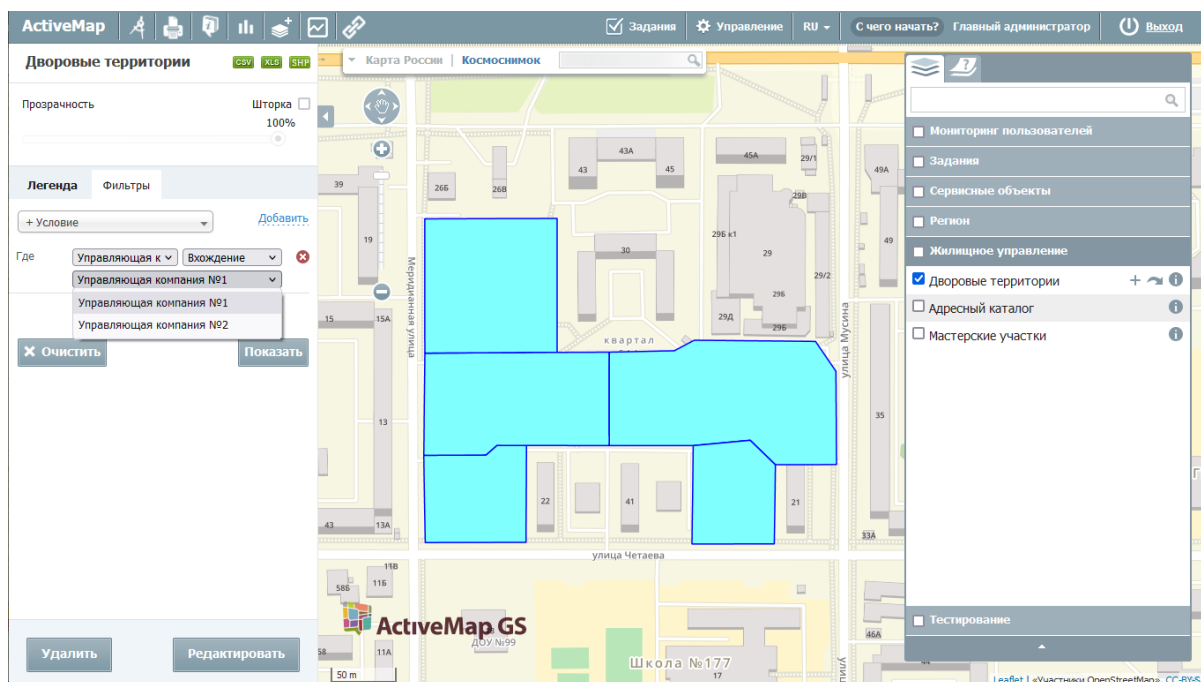 ActiveMap
Задания
Управление
RU
С чего начать?
Главный администратор
Выход
Дворовые территории
CSV XLS SHP
Прозрачность
Шторка
100%
Легенда
Фильтры
+ Условие
Добавить
Где
Управляющая к
Вхождение
Управляющая компания №1
Управляющая компания №1
Управляющая компания №2
X Очистить
Показать
Удалить
Редактировать
Карта России | Космоснимок
43А
43
45
45А
29/1
49А
39
26Б
26В
29В
19
30
29Б к1
29
49
29/2
Меридианная улица
29Б
15
15А
29Д
29Б
квартал
улица Мусина
13
35
22
41
21
43
13А
33А
улица Четаева
11В
58Б
11Б
ActiveMap GS
ДОУ №99
46А
58
11А
Школа №177
17
44
50 m
Мониторинг пользователей
Задания
Сервисные объекты
Регион
Жилищное управление
Дворовые территории
Адресный каталог
Мастерские участки
Тестирование
Leaflet | «Участники OpenStreetMap», CC-BY-S